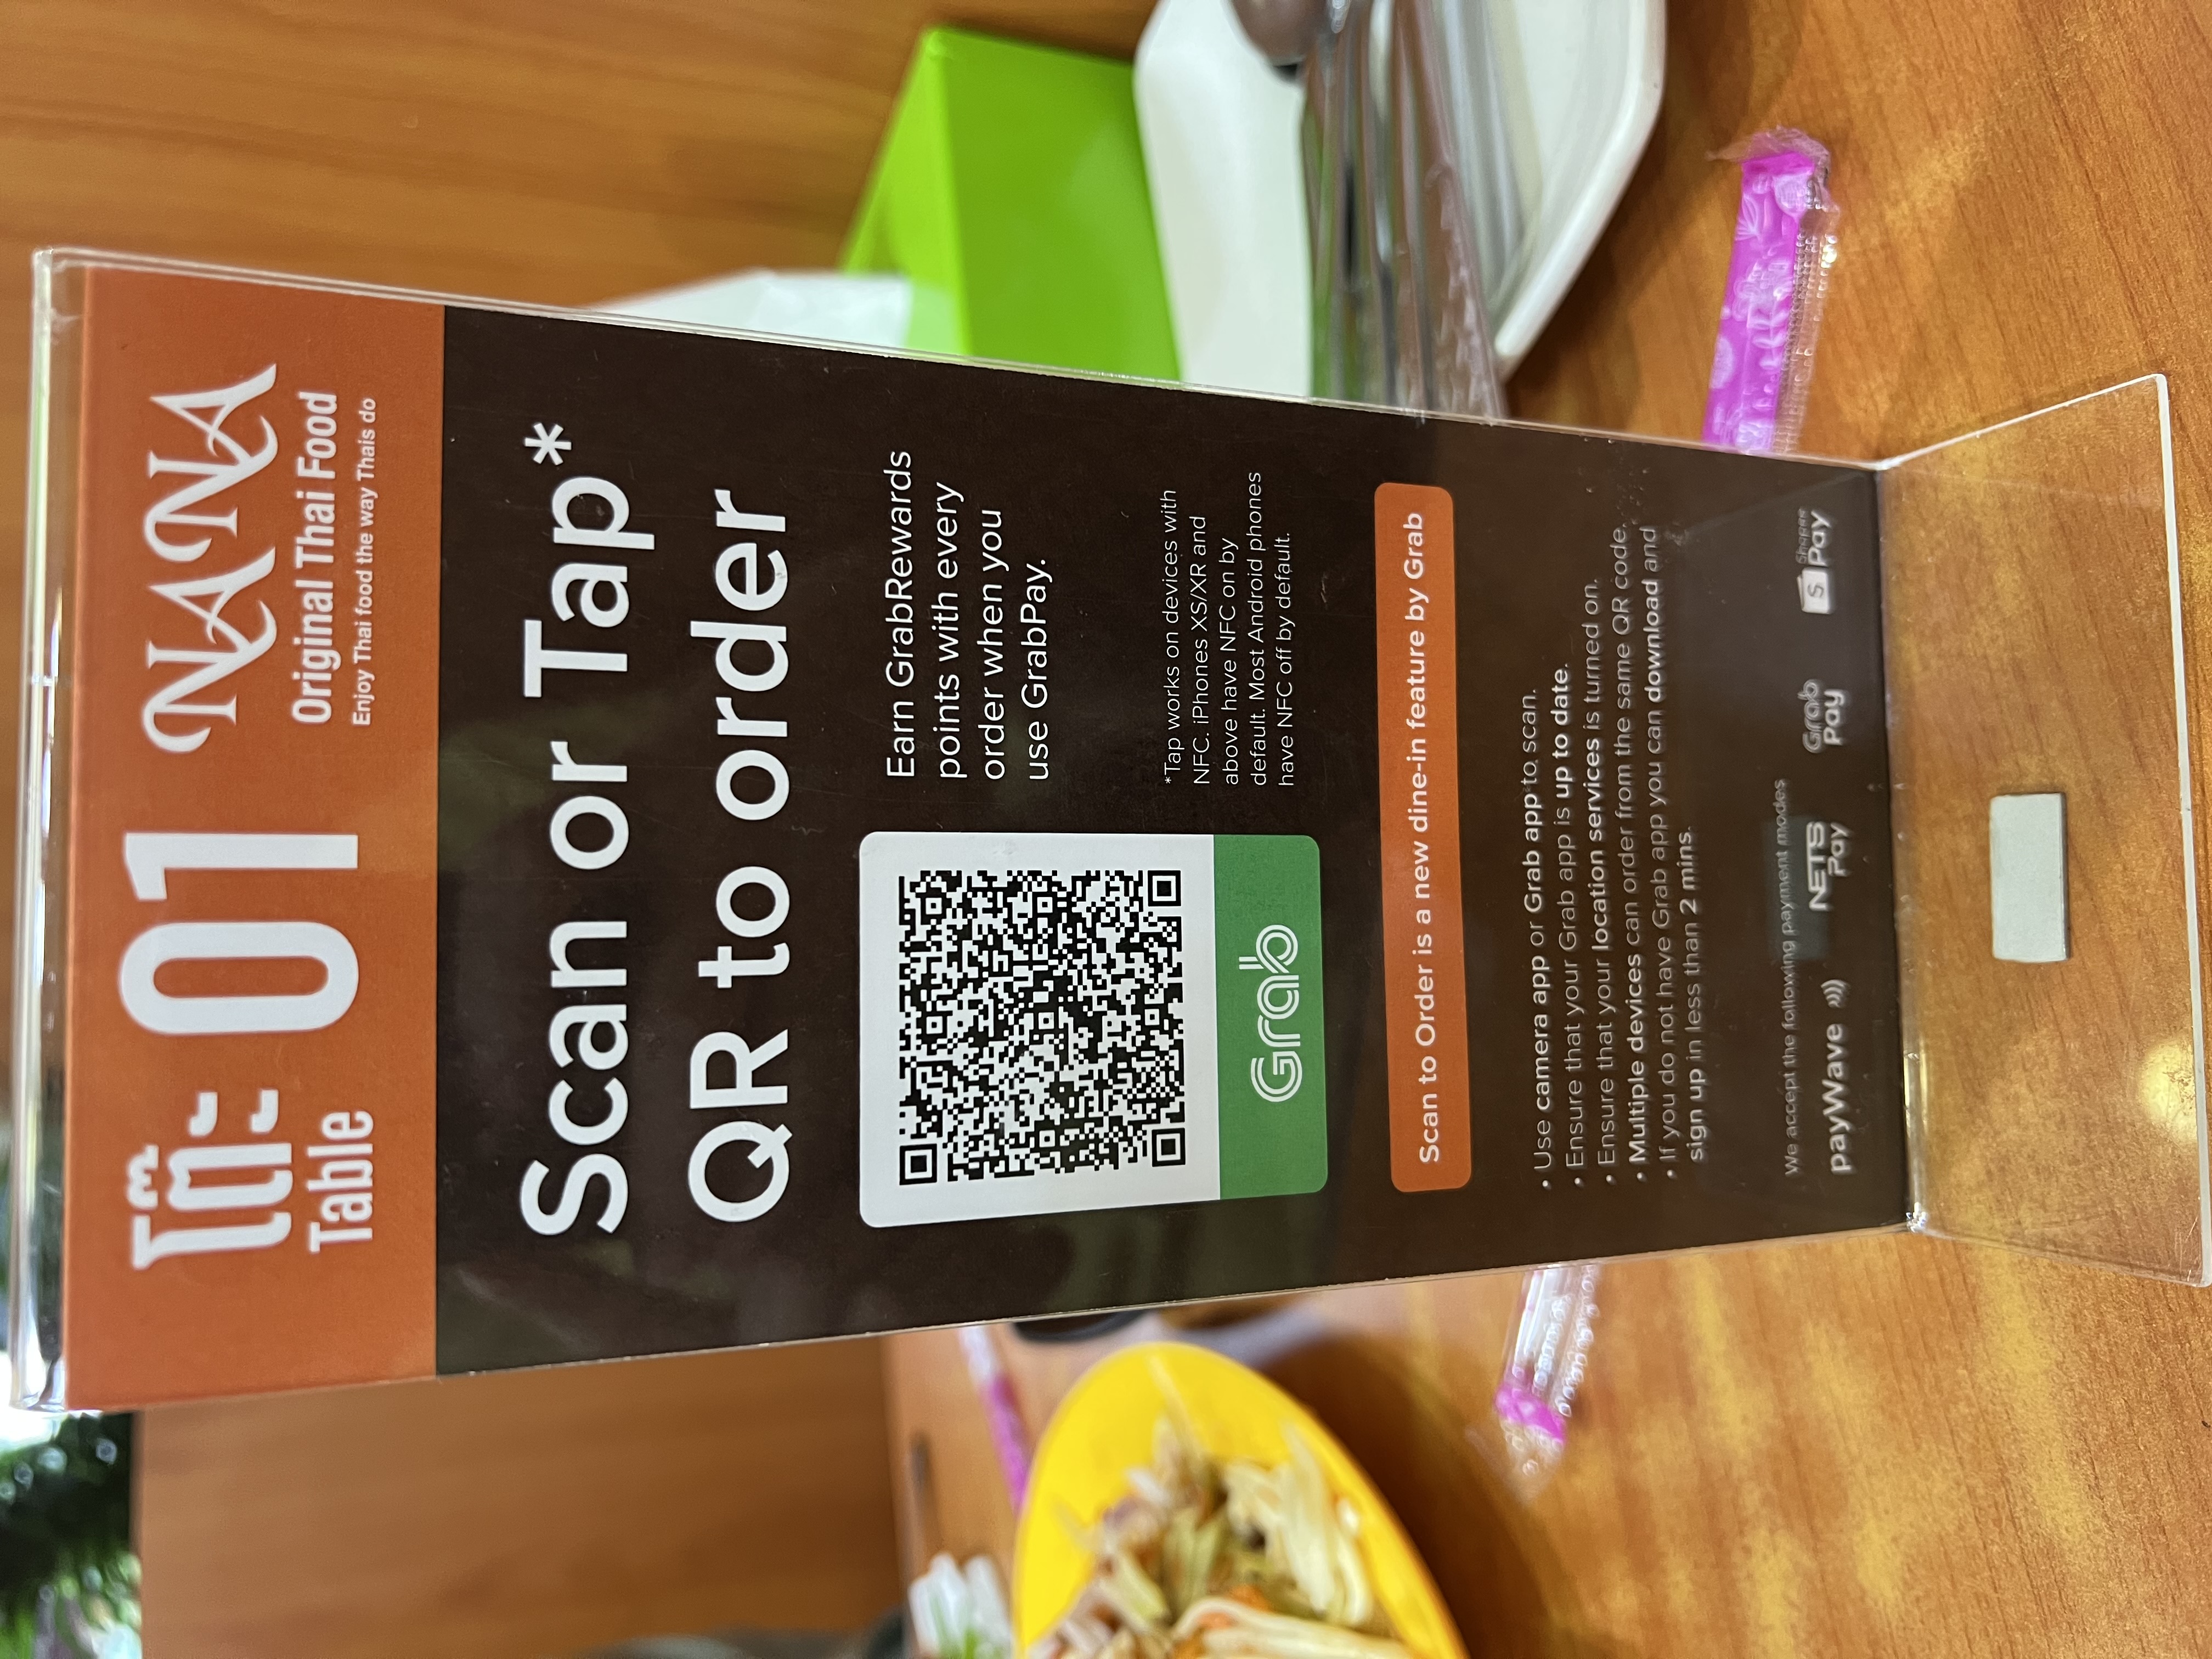 โต๊ะ
Table
01
NANA
Original Thai Food
Enjoy Thai food the way Thais do
Scan or Tap*
QR to order
Grab
Earn GrabRewards
points with every
order when you
use GrabPay.
*Tap works on devices with
NFC. iPhones XS/XR and
above have NFC on by
default. Most Android phones
have NFC off by default.
Scan to Order is a new dine-in feature by Grab
• Use camera app or Grab app to scan.
• Ensure that your Grab app is up to date.
• Ensure that your location services is turned on.
• Multiple devices can order from the same QR code.
• If you do not have Grab app you can download and
sign up in less than 2 mins.
We accept the following payment modes
payWave
NETS
Pay
Grab
Pay
Shopee
S Pay